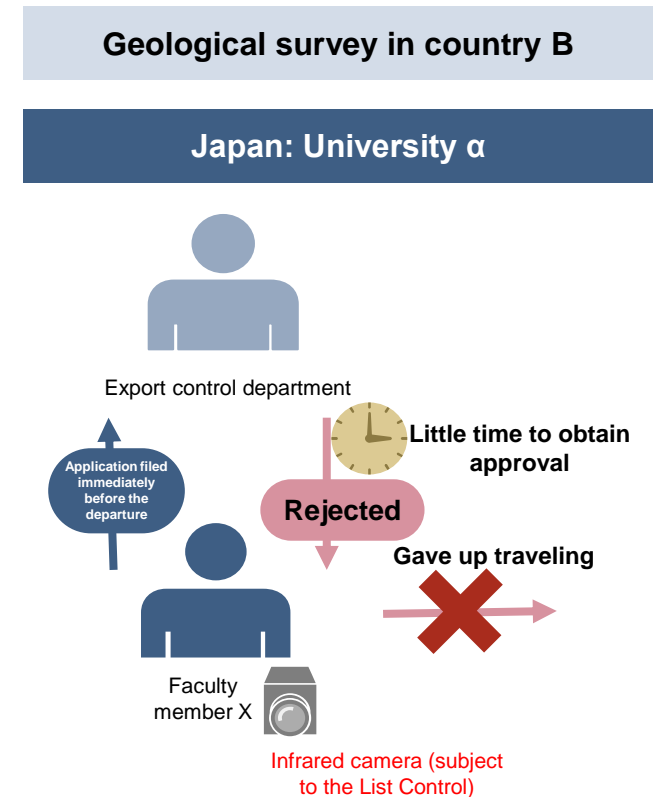 Geological survey in country B
Japan: University α
Export control department
Little time to obtain
approval
Application filed
immediately
before the
departure
Rejected
Gave up traveling
Faculty
member X
Infrared camera (subject
to the List Control)